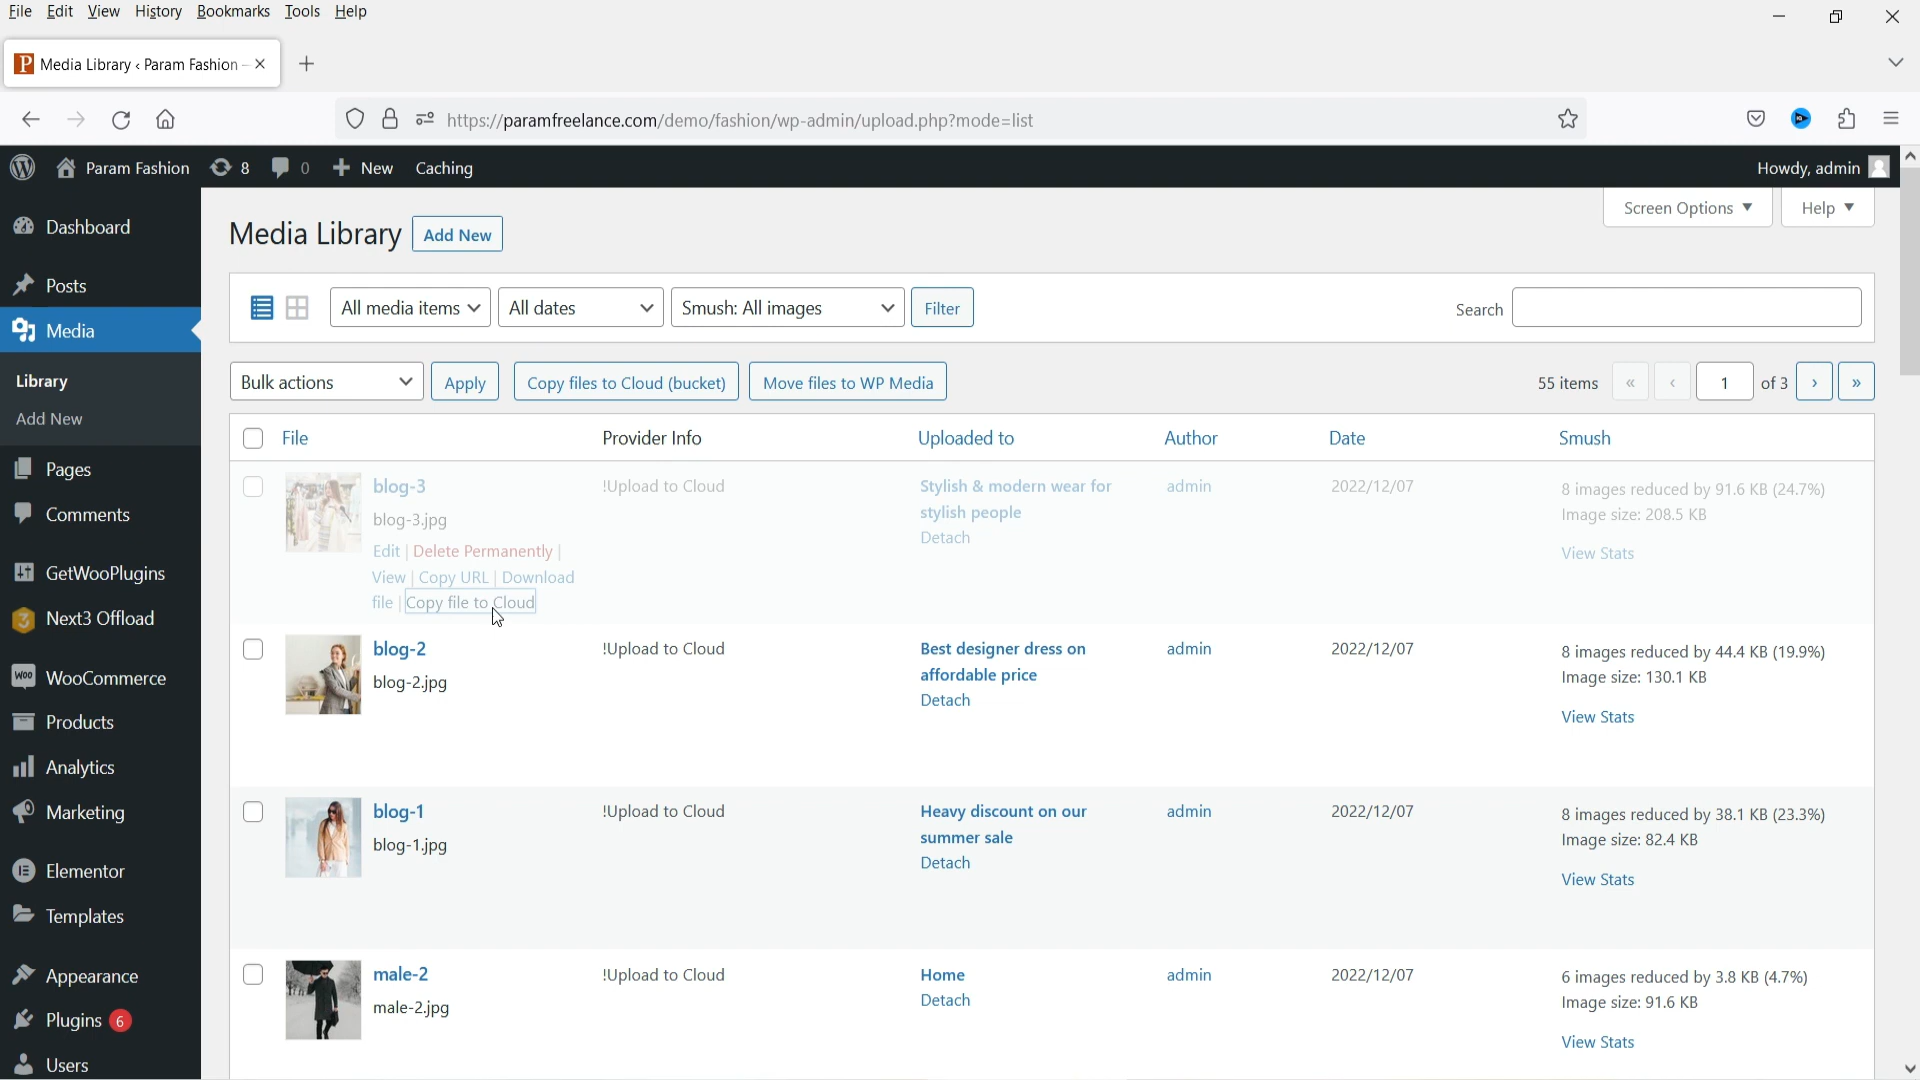 File Edit View History Bookmarks Tools Help
Media Library ‹ Param Fashion –
https://paramfreelance.com/demo/fashion/wp-admin/upload.php?mode=list
Param Fashion 8 0 New Caching Howdy, admin
Screen Options Help
Media Library Add New
All media items All dates Smush: All images Filter Search
Bulk actions Apply Copy files to Cloud (bucket) Move files to WP Media 55 items « ‹ 1 of 3 › »
File Provider Info Uploaded to Author Date Smush
blog-3 !Upload to Cloud Stylish & modern wear for admin 2022/12/07 8 images reduced by 91.6 KB (24.7%)
blog-3.jpg stylish people Image size: 208.5 KB
Edit | Delete Permanently | Detach View Stats
View | Copy URL | Download
file | Copy file to Cloud
blog-2 !Upload to Cloud Best designer dress on admin 2022/12/07 8 images reduced by 44.4 KB (19.9%)
blog-2.jpg affordable price Image size: 130.1 KB
Detach View Stats
blog-1 !Upload to Cloud Heavy discount on our admin 2022/12/07 8 images reduced by 38.1 KB (23.3%)
blog-1.jpg summer sale Image size: 82.4 KB
Detach View Stats
male-2 !Upload to Cloud Home admin 2022/12/07 6 images reduced by 3.8 KB (4.7%)
male-2.jpg Detach Image size: 91.6 KB
View Stats
Dashboard
Posts
Media
Library
Add New
Pages
Comments
GetWooPlugins
Next3 Offload
WooCommerce
Products
Analytics
Marketing
Elementor
Templates
Appearance
Plugins 6
Users